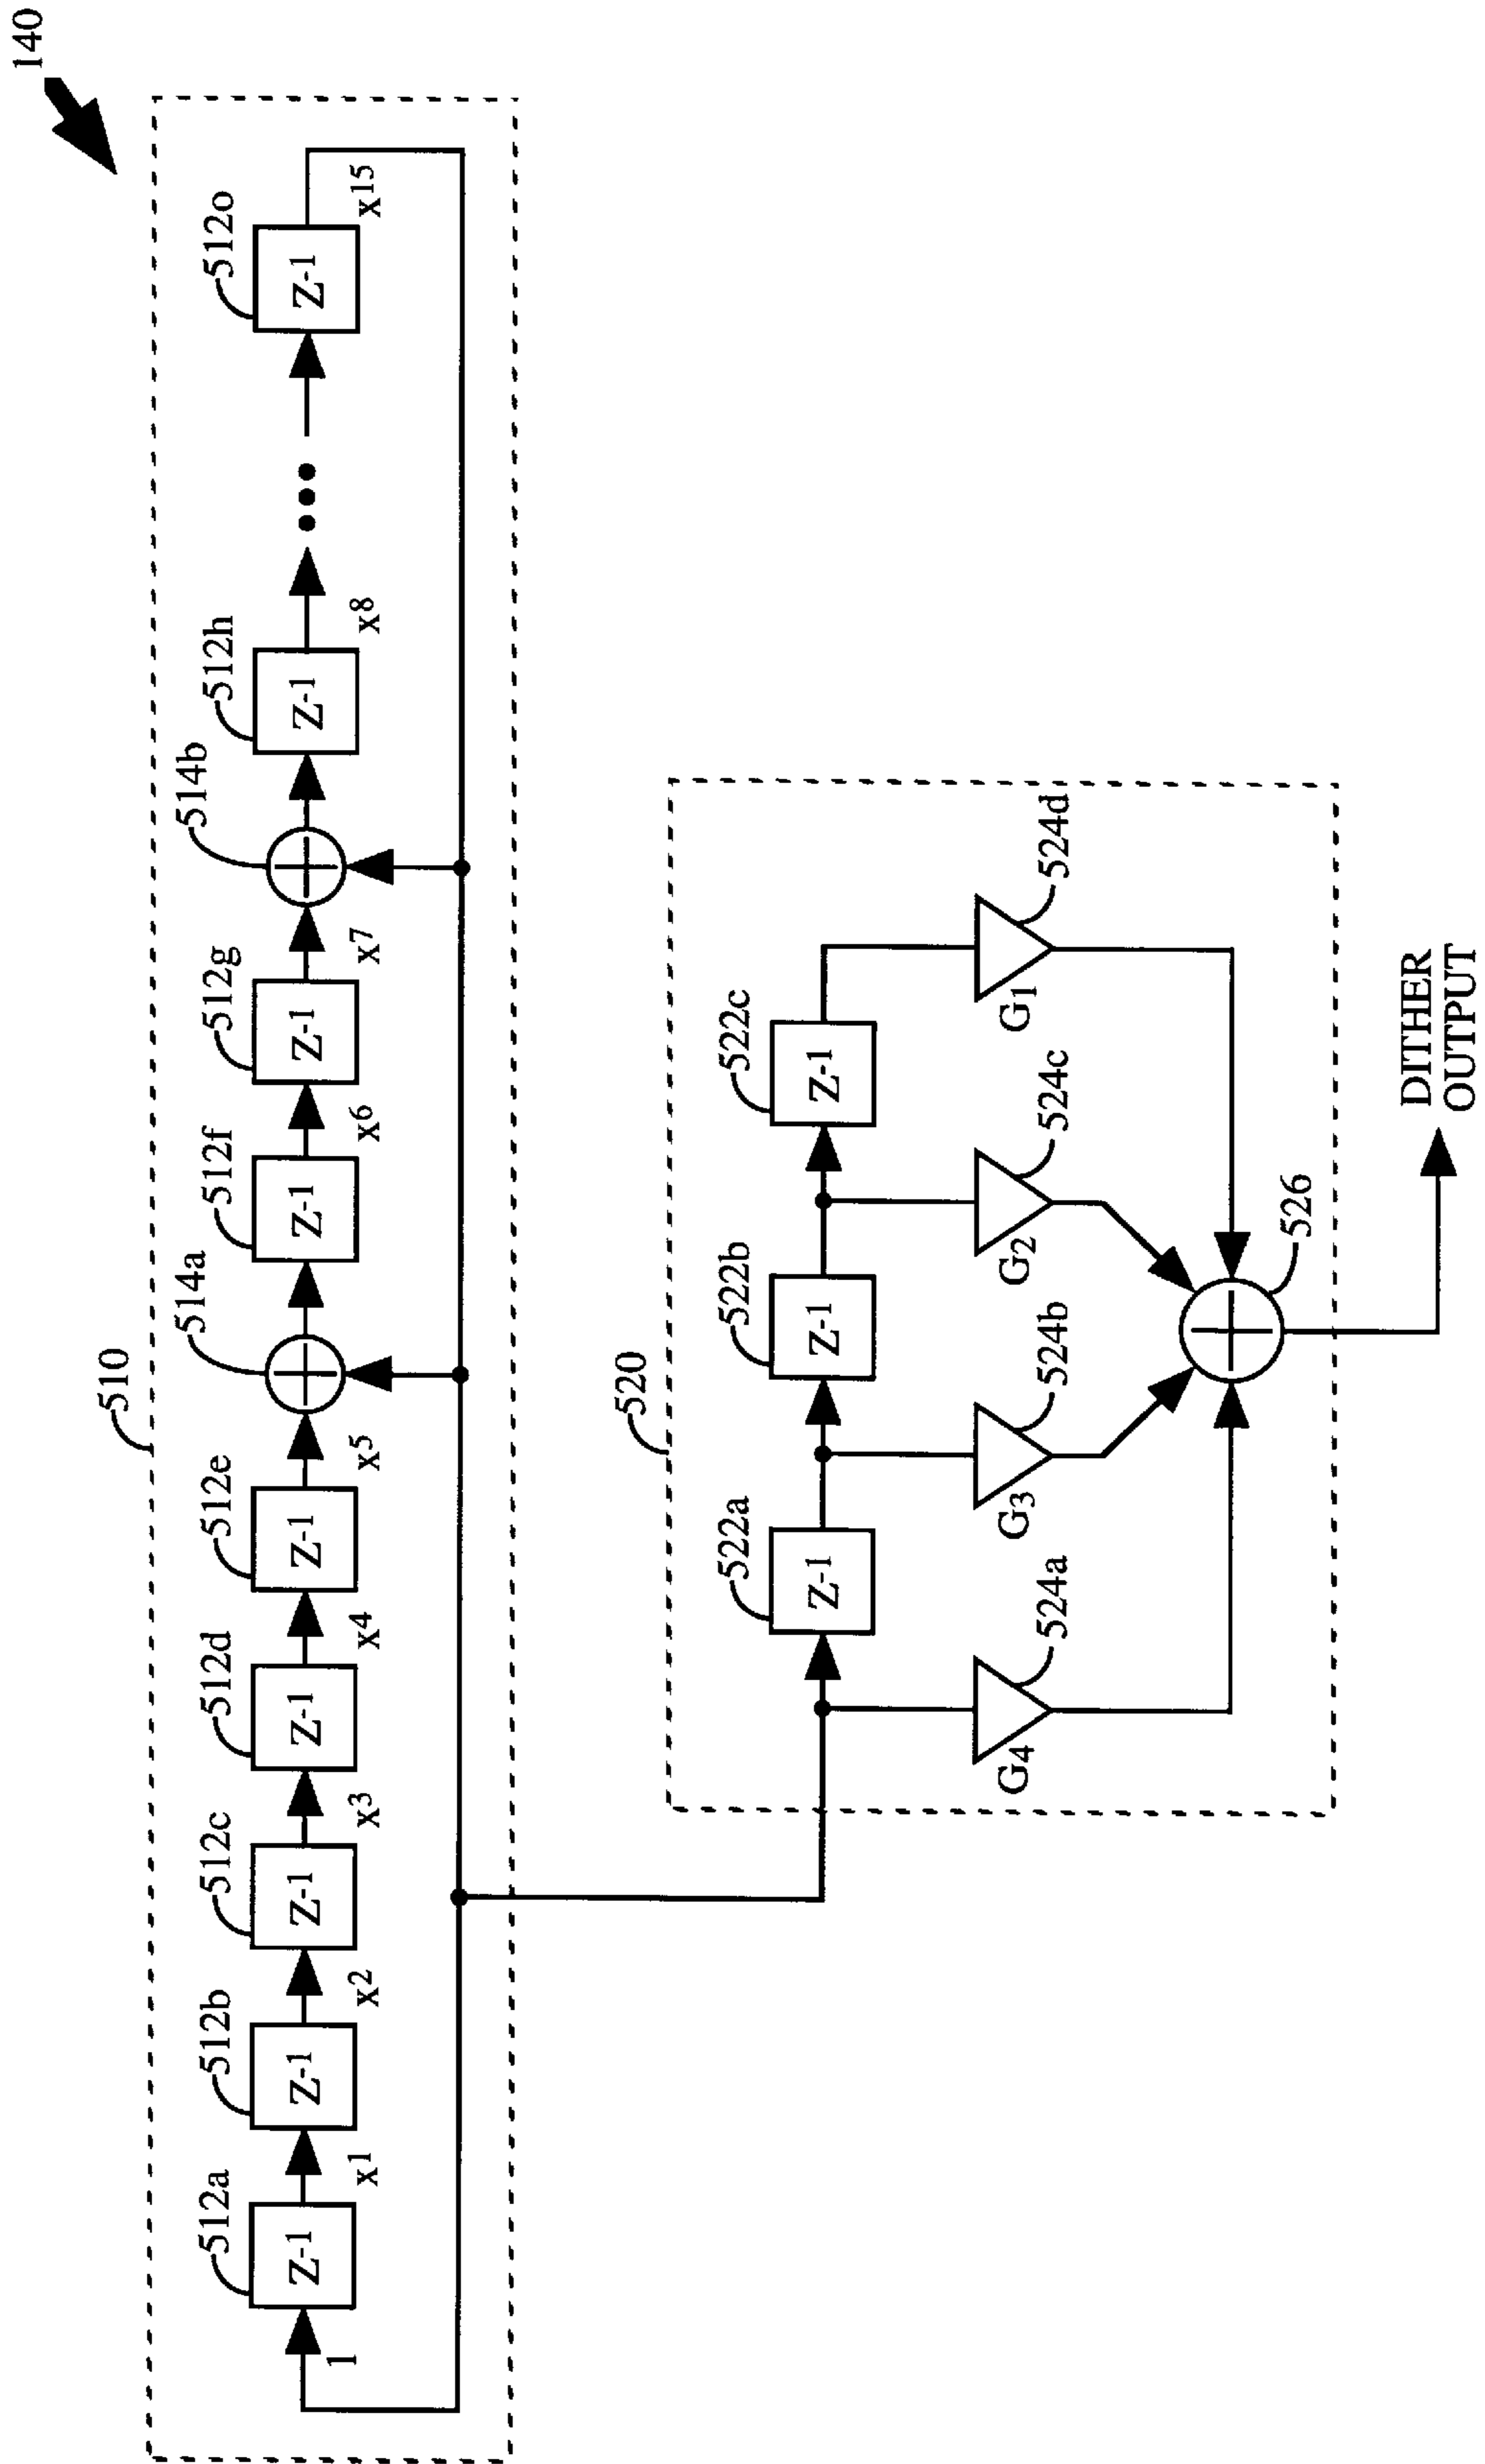 140
510
512a
512b
512c
512d
512e
514a
512f
512g
514b
512h
512o
Z-1
Z-1
Z-1
Z-1
Z-1
Z-1
Z-1
Z-1
Z-1
1
x1
x2
x3
x4
x5
x6
x7
x8
x15
520
522a
522b
522c
Z-1
Z-1
Z-1
524a
524b
524c
524d
G4
G3
G2
G1
526
DITHER
OUTPUT